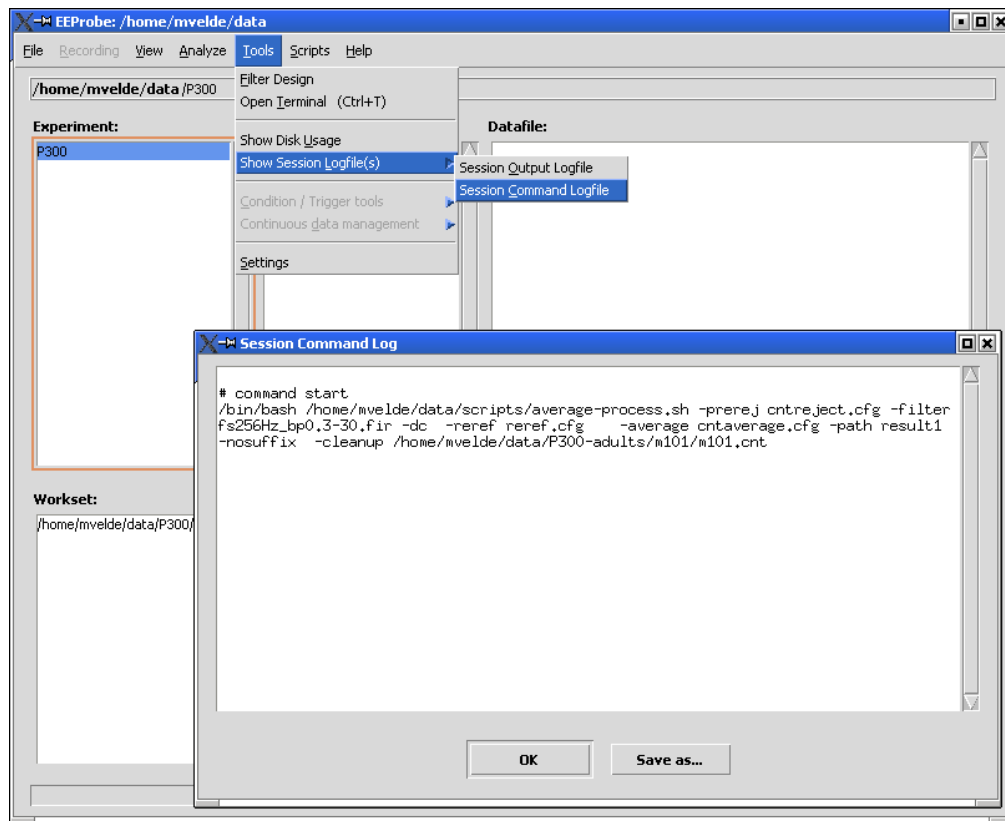 EEProbe: /home/mvelde/data
File Recording View Analyze Tools Scripts Help
/home/mvelde/data /P300
Filter Design
Open Terminal (Ctrl+T)
Show Disk Usage
Show Session Logfile(s)
Condition / Trigger tools
Continuous data management
Settings
Session Output Logfile
Session Command Logfile
Experiment:
P300
Datafile:
Workset:
/home/mvelde/data/P300/
Session Command Log
# command start
/bin/bash /home/mvelde/data/scripts/average-process.sh -prerej cntreject.cfg -filter
fs256Hz_bp0.3-30.fir -dc  -reref reref.cfg    -average cntaverage.cfg -path result1
-nosuffix  -cleanup /home/mvelde/data/P300-adults/m101/m101.cnt
OK
Save as...